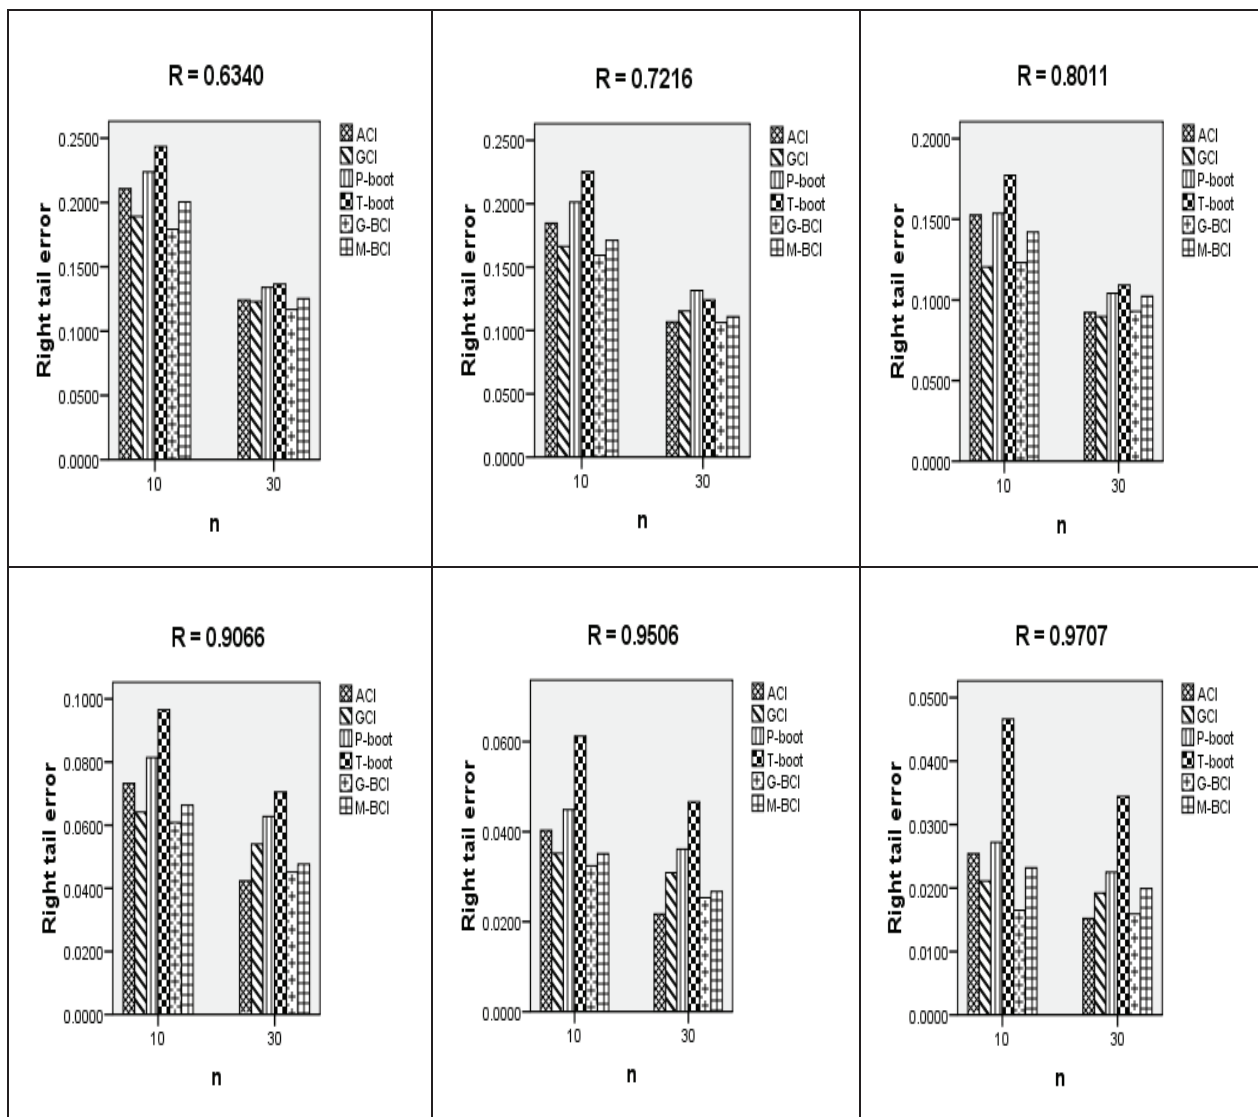 R = 0.6340
Right tail error
0.2500
0.2000
0.1500
0.1000
0.0500
0.0000
10
30
n
ACI
GCI
P-boot
T-boot
G-BCI
M-BCI
R = 0.7216
Right tail error
0.2500
0.2000
0.1500
0.1000
0.0500
0.0000
10
30
n
ACI
GCI
P-boot
T-boot
G-BCI
M-BCI
R = 0.8011
Right tail error
0.2000
0.1500
0.1000
0.0500
0.0000
10
30
n
ACI
GCI
P-boot
T-boot
G-BCI
M-BCI
R = 0.9066
Right tail error
0.1000
0.0800
0.0600
0.0400
0.0200
0.0000
10
30
n
ACI
GCI
P-boot
T-boot
G-BCI
M-BCI
R = 0.9506
Right tail error
0.0600
0.0400
0.0200
0.0000
10
30
n
ACI
GCI
P-boot
T-boot
G-BCI
M-BCI
R = 0.9707
Right tail error
0.0500
0.0400
0.0300
0.0200
0.0100
0.0000
10
30
n
ACI
GCI
P-boot
T-boot
G-BCI
M-BCI